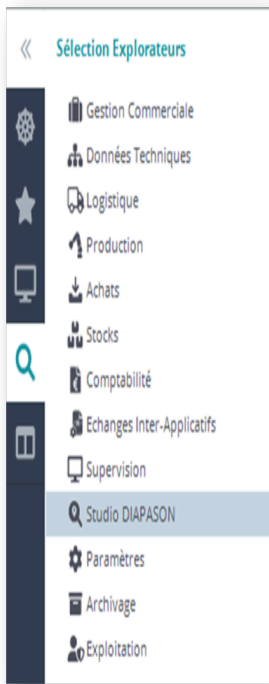 Sélection Explorateurs
Gestion Commerciale
Données Techniques
Logistique
Production
Achats
Stocks
Comptabilité
Echanges Inter-Applicatifs
Supervision
Studio DIAPASON
Paramètres
Archivage
Exploitation